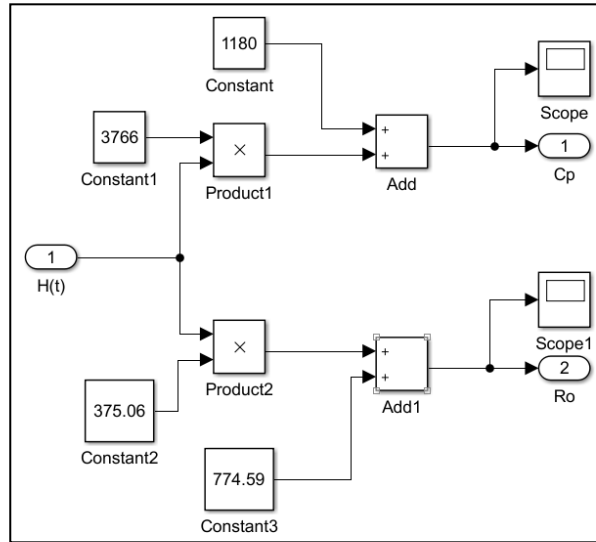 1180
Constant
Scope
3766
Constant1
×
Product1
+
+
Add
1
Cp
1
H(t)
×
Product2
+
+
Add1
Scope1
2
Ro
375.06
Constant2
774.59
Constant3